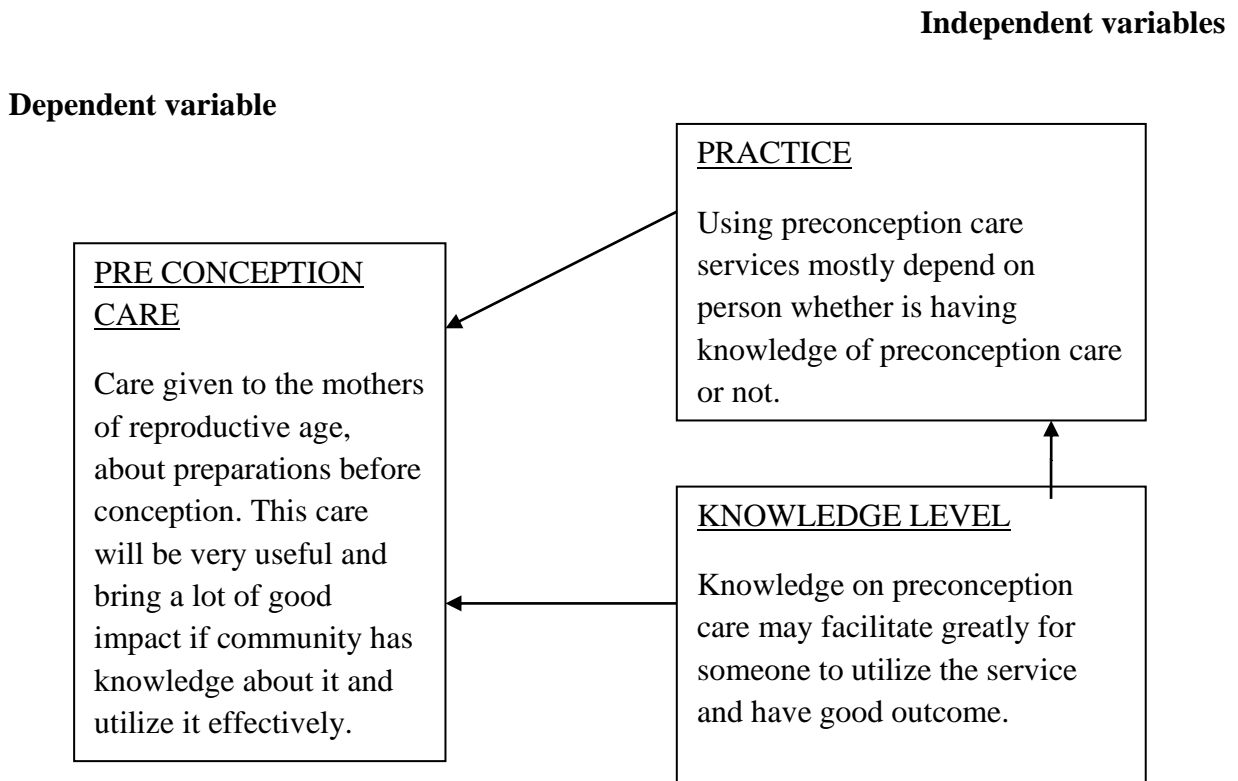 Independent variables
Dependent variable
PRACTICE
Using preconception care
services mostly depend on
person whether is having
knowledge of preconception care
or not.
PRE CONCEPTION
CARE
Care given to the mothers
of reproductive age,
about preparations before
conception. This care
will be very useful and
bring a lot of good
impact if community has
knowledge about it and
utilize it effectively.
KNOWLEDGE LEVEL
Knowledge on preconception
care may facilitate greatly for
someone to utilize the service
and have good outcome.